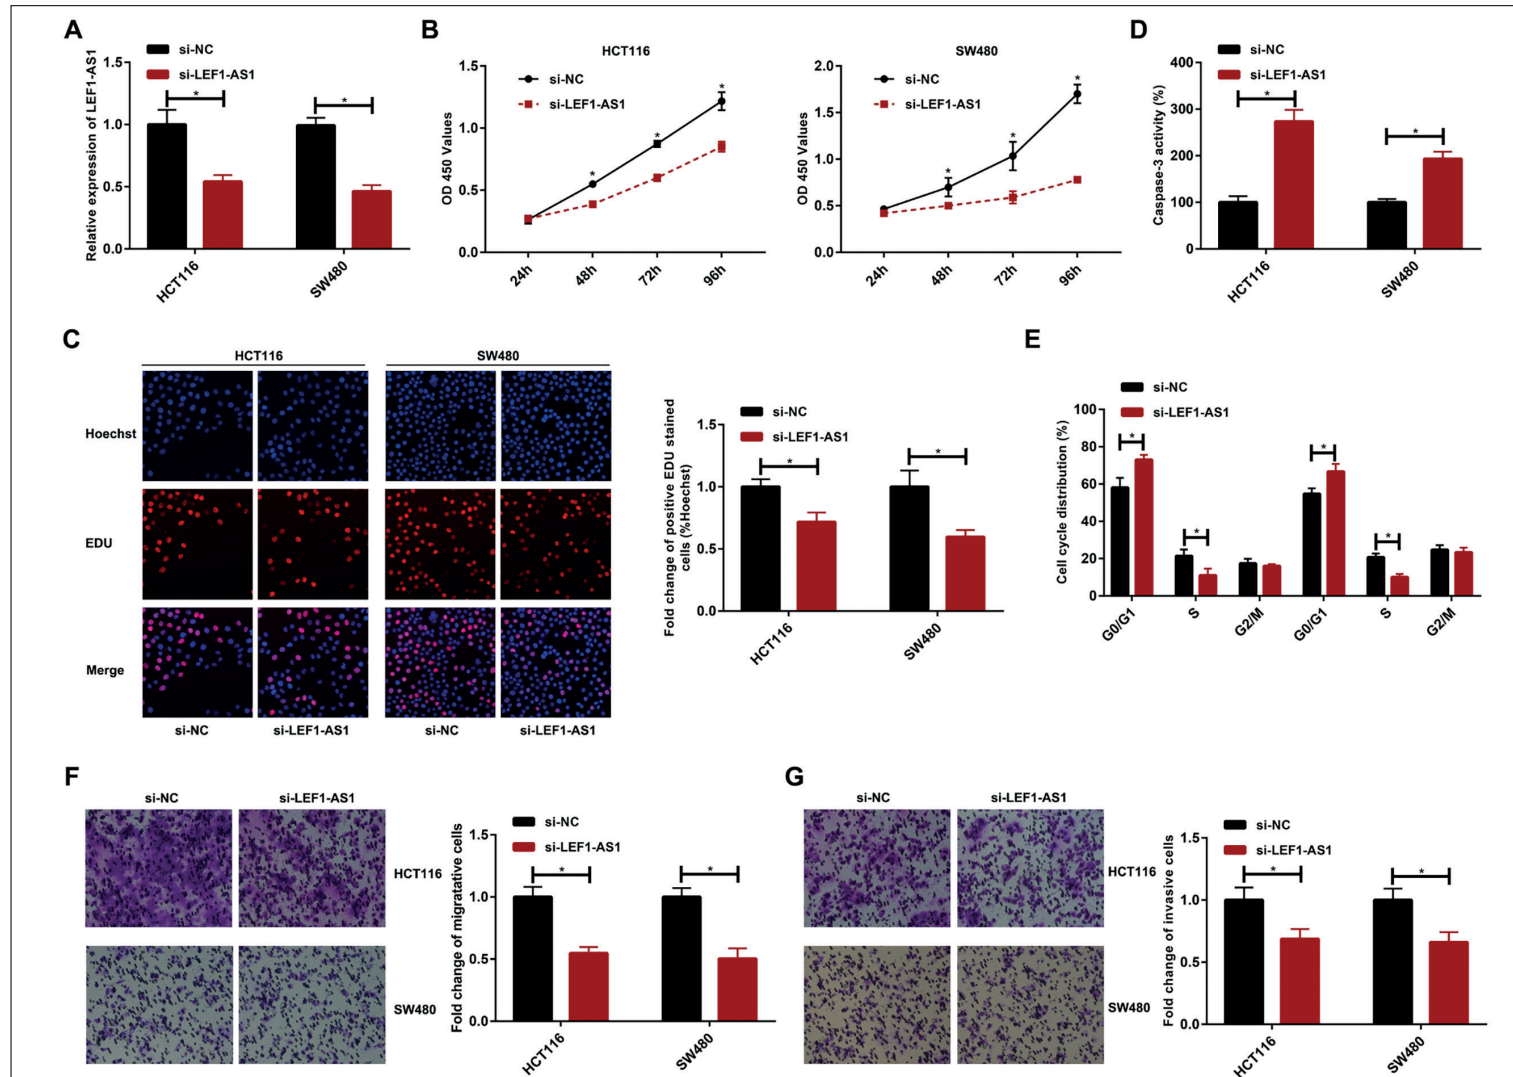 A
si-NC
si-LEF1-AS1
Relative expression of LEF1-AS1
1.5
1.0
0.5
0.0
*
*
HCT116
SW480
B
HCT116
si-NC
si-LEF1-AS1
OD 450 Values
1.5
1.0
0.5
0.0
*
*
*
24h
48h
72h
96h
SW480
si-NC
si-LEF1-AS1
OD 450 Values
2.0
1.5
1.0
0.5
0.0
*
*
*
24h
48h
72h
96h
D
si-NC
si-LEF1-AS1
Caspase-3 activity (%)
400
300
200
100
0
*
*
HCT116
SW480
C
HCT116
SW480
Hoechst
EDU
Merge
si-NC
si-LEF1-AS1
si-NC
si-LEF1-AS1
si-NC
si-LEF1-AS1
Fold change of positive EDU stained
cells (%Hoechst)
1.5
1.0
0.5
0.0
*
*
HCT116
SW480
E
si-NC
si-LEF1-AS1
Cell cycle distribution (%)
80
60
40
20
0
*
*
*
*
G0/G1
S
G2/M
G0/G1
S
G2/M
F
si-NC
si-LEF1-AS1
HCT116
SW480
si-NC
si-LEF1-AS1
Fold change of migratative cells
1.5
1.0
0.5
0.0
*
*
HCT116
SW480
G
si-NC
si-LEF1-AS1
HCT116
SW480
si-NC
si-LEF1-AS1
Fold change of invasive cells
1.5
1.0
0.5
0.0
*
*
HCT116
SW480